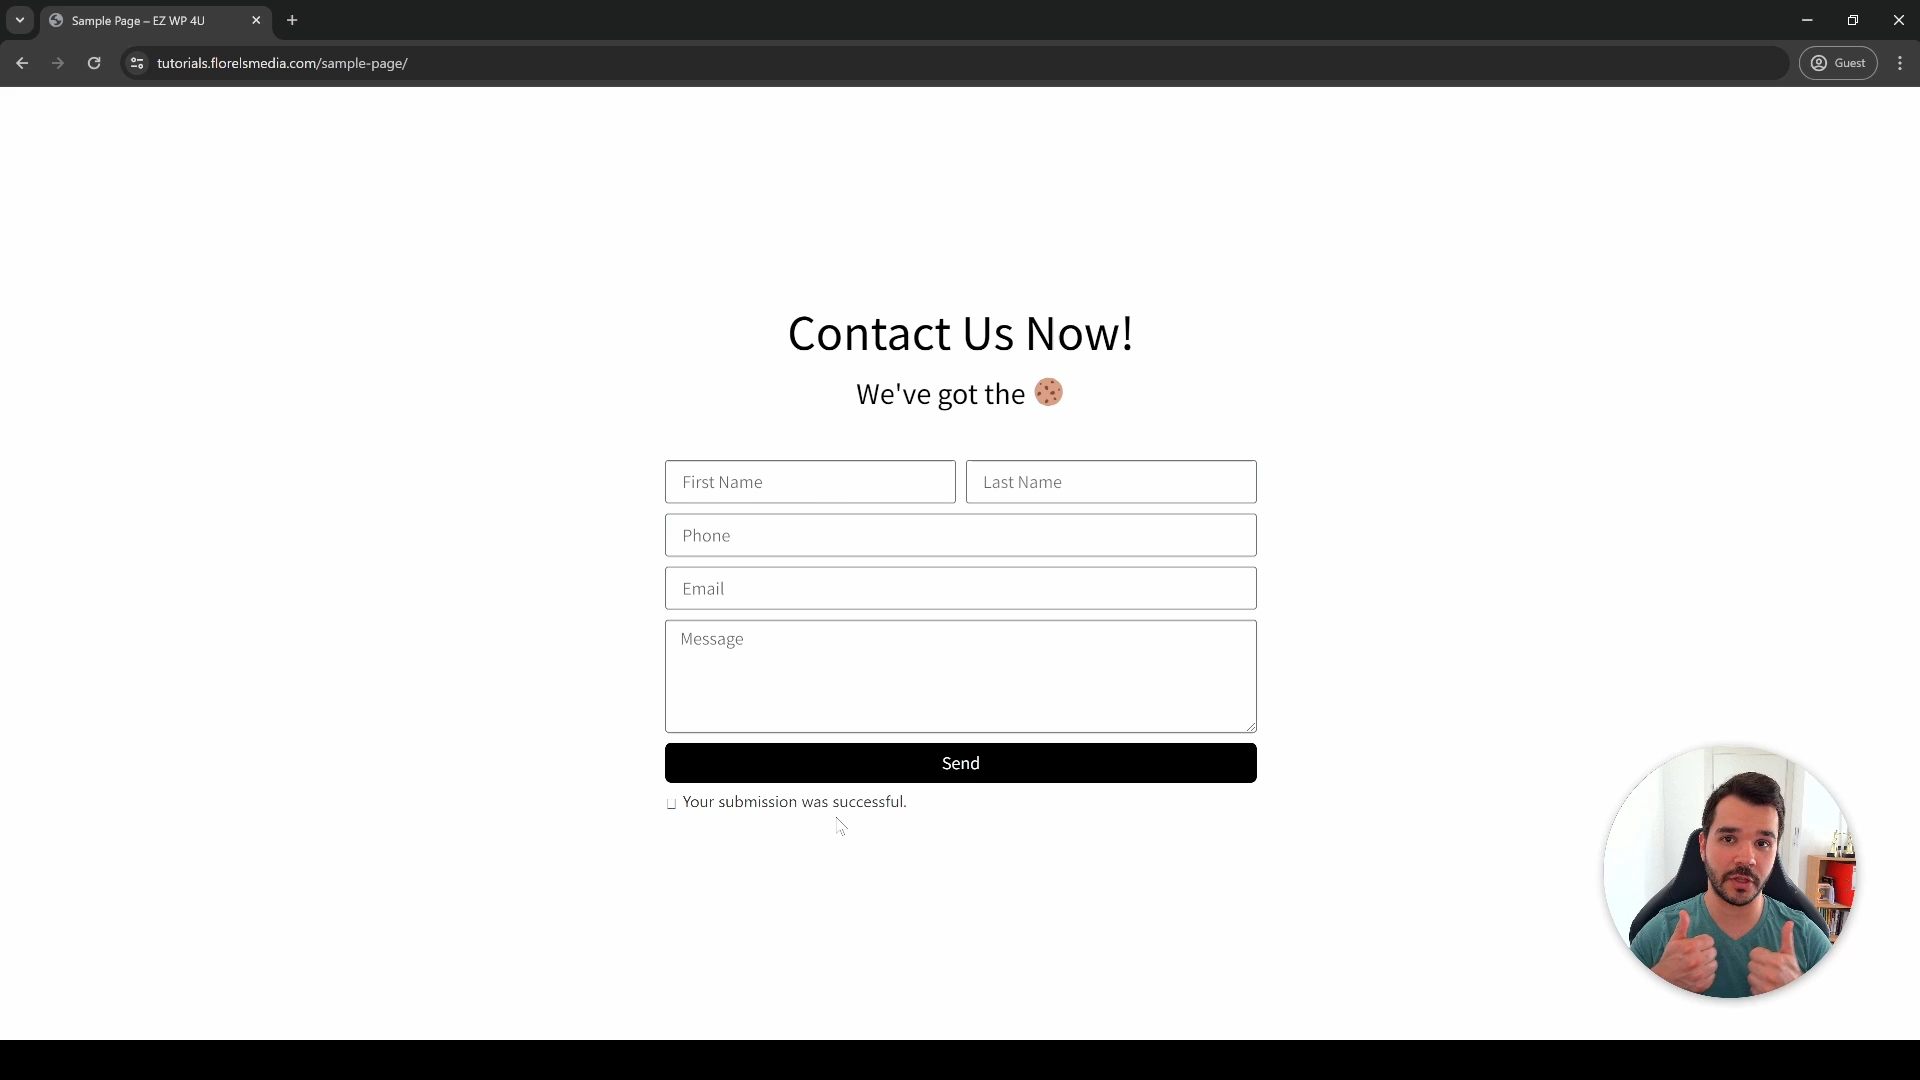 Sample Page – EZ WP 4U
tutorials.florelsmedia.com/sample-page/
Guest
Contact Us Now!
We've got the 🍪
First Name
Last Name
Phone
Email
Message
Send
Your submission was successful.